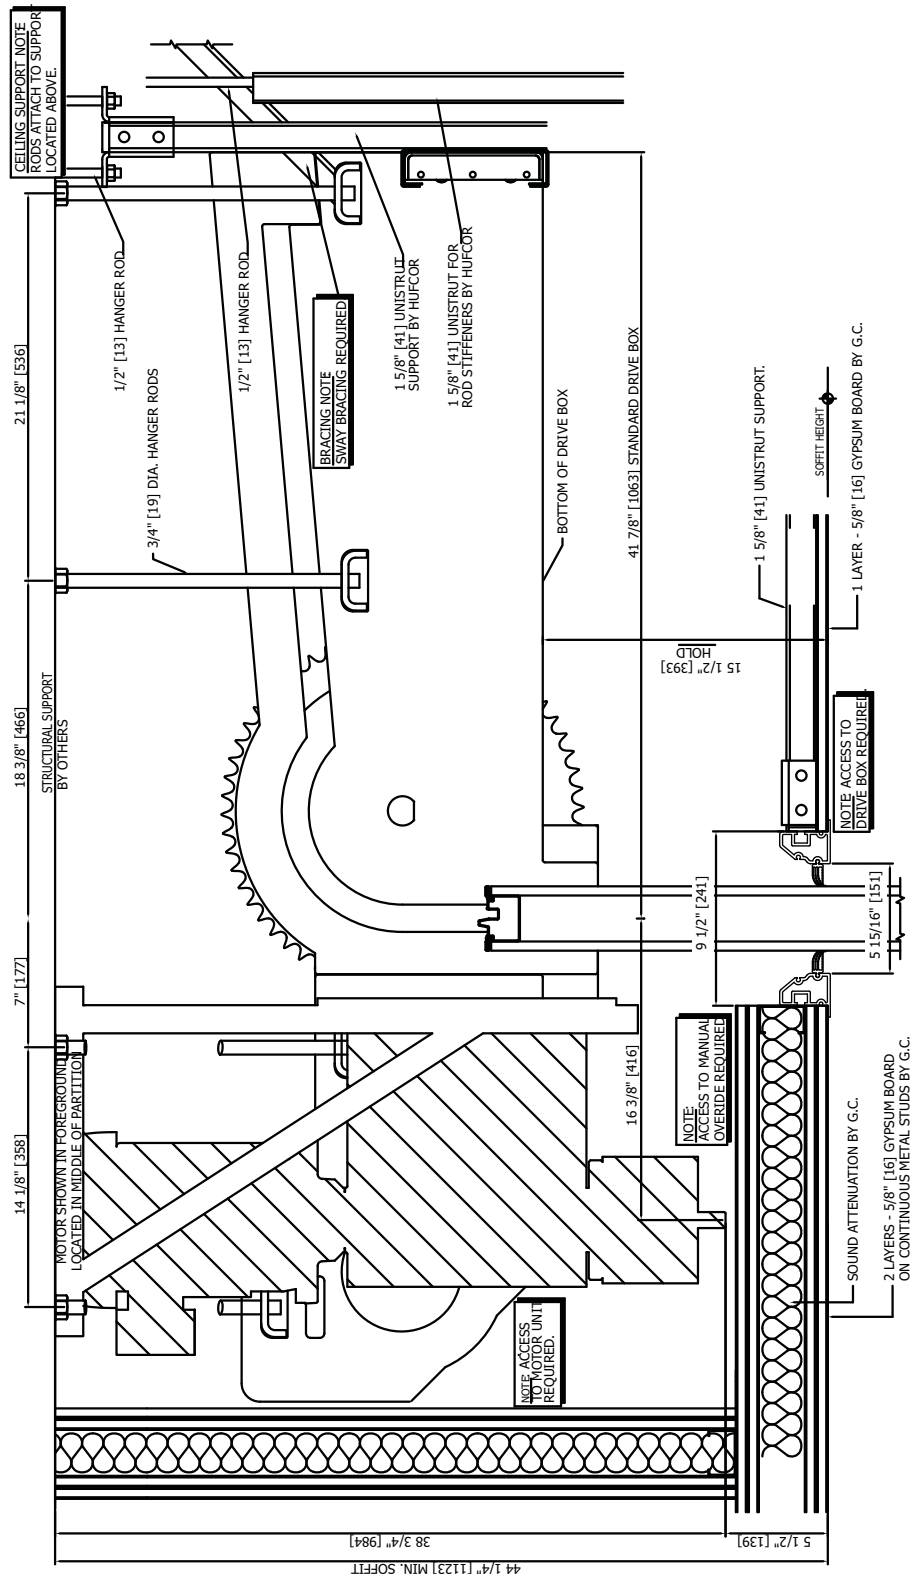 CEILING SUPPORT NOTE
RODS ATTACH TO SUPPORT
LOCATED ABOVE.
21 1/8" [536]
18 3/8" [466]
7" [177]
14 1/8" [358]
1/2" [13] HANGER ROD
1/2" [13] HANGER ROD
3/4" [19] DIA. HANGER RODS
STRUCTURAL SUPPORT
BY OTHERS
MOTOR SHOWN IN FOREGROUND
LOCATED IN MIDDLE OF PARTITION
BRACING NOTE
SWAY BRACING REQUIRED
1 5/8" [41] UNISTRUT
SUPPORT BY HUFCOR
1 5/8" [41] UNISTRUT FOR
ROD STIFFENERS BY HUFCOR
BOTTOM OF DRIVE BOX
41 7/8" [1063] STANDARD DRIVE BOX
16 3/8" [416]
15 1/2" [393]
HOLD
1 5/8" [41] UNISTRUT SUPPORT.
SOFFIT HEIGHT
1 LAYER - 5/8" [16] GYPSUM BOARD BY G.C.
NOTE: ACCESS TO
DRIVE BOX REQUIRED.
9 1/2" [241]
5 15/16" [151]
NOTE:
ACCESS TO MANUAL
OVERRIDE REQUIRED
NOTE: ACCESS
TO MOTOR UNIT
REQUIRED.
SOUND ATTENUATION BY G.C.
2 LAYERS - 5/8" [16] GYPSUM BOARD
ON CONTINUOUS METAL STUDS BY G.C.
38 3/4" [984]
5 1/2" [139]
44 1/4" [1123] MIN. SOFFIT